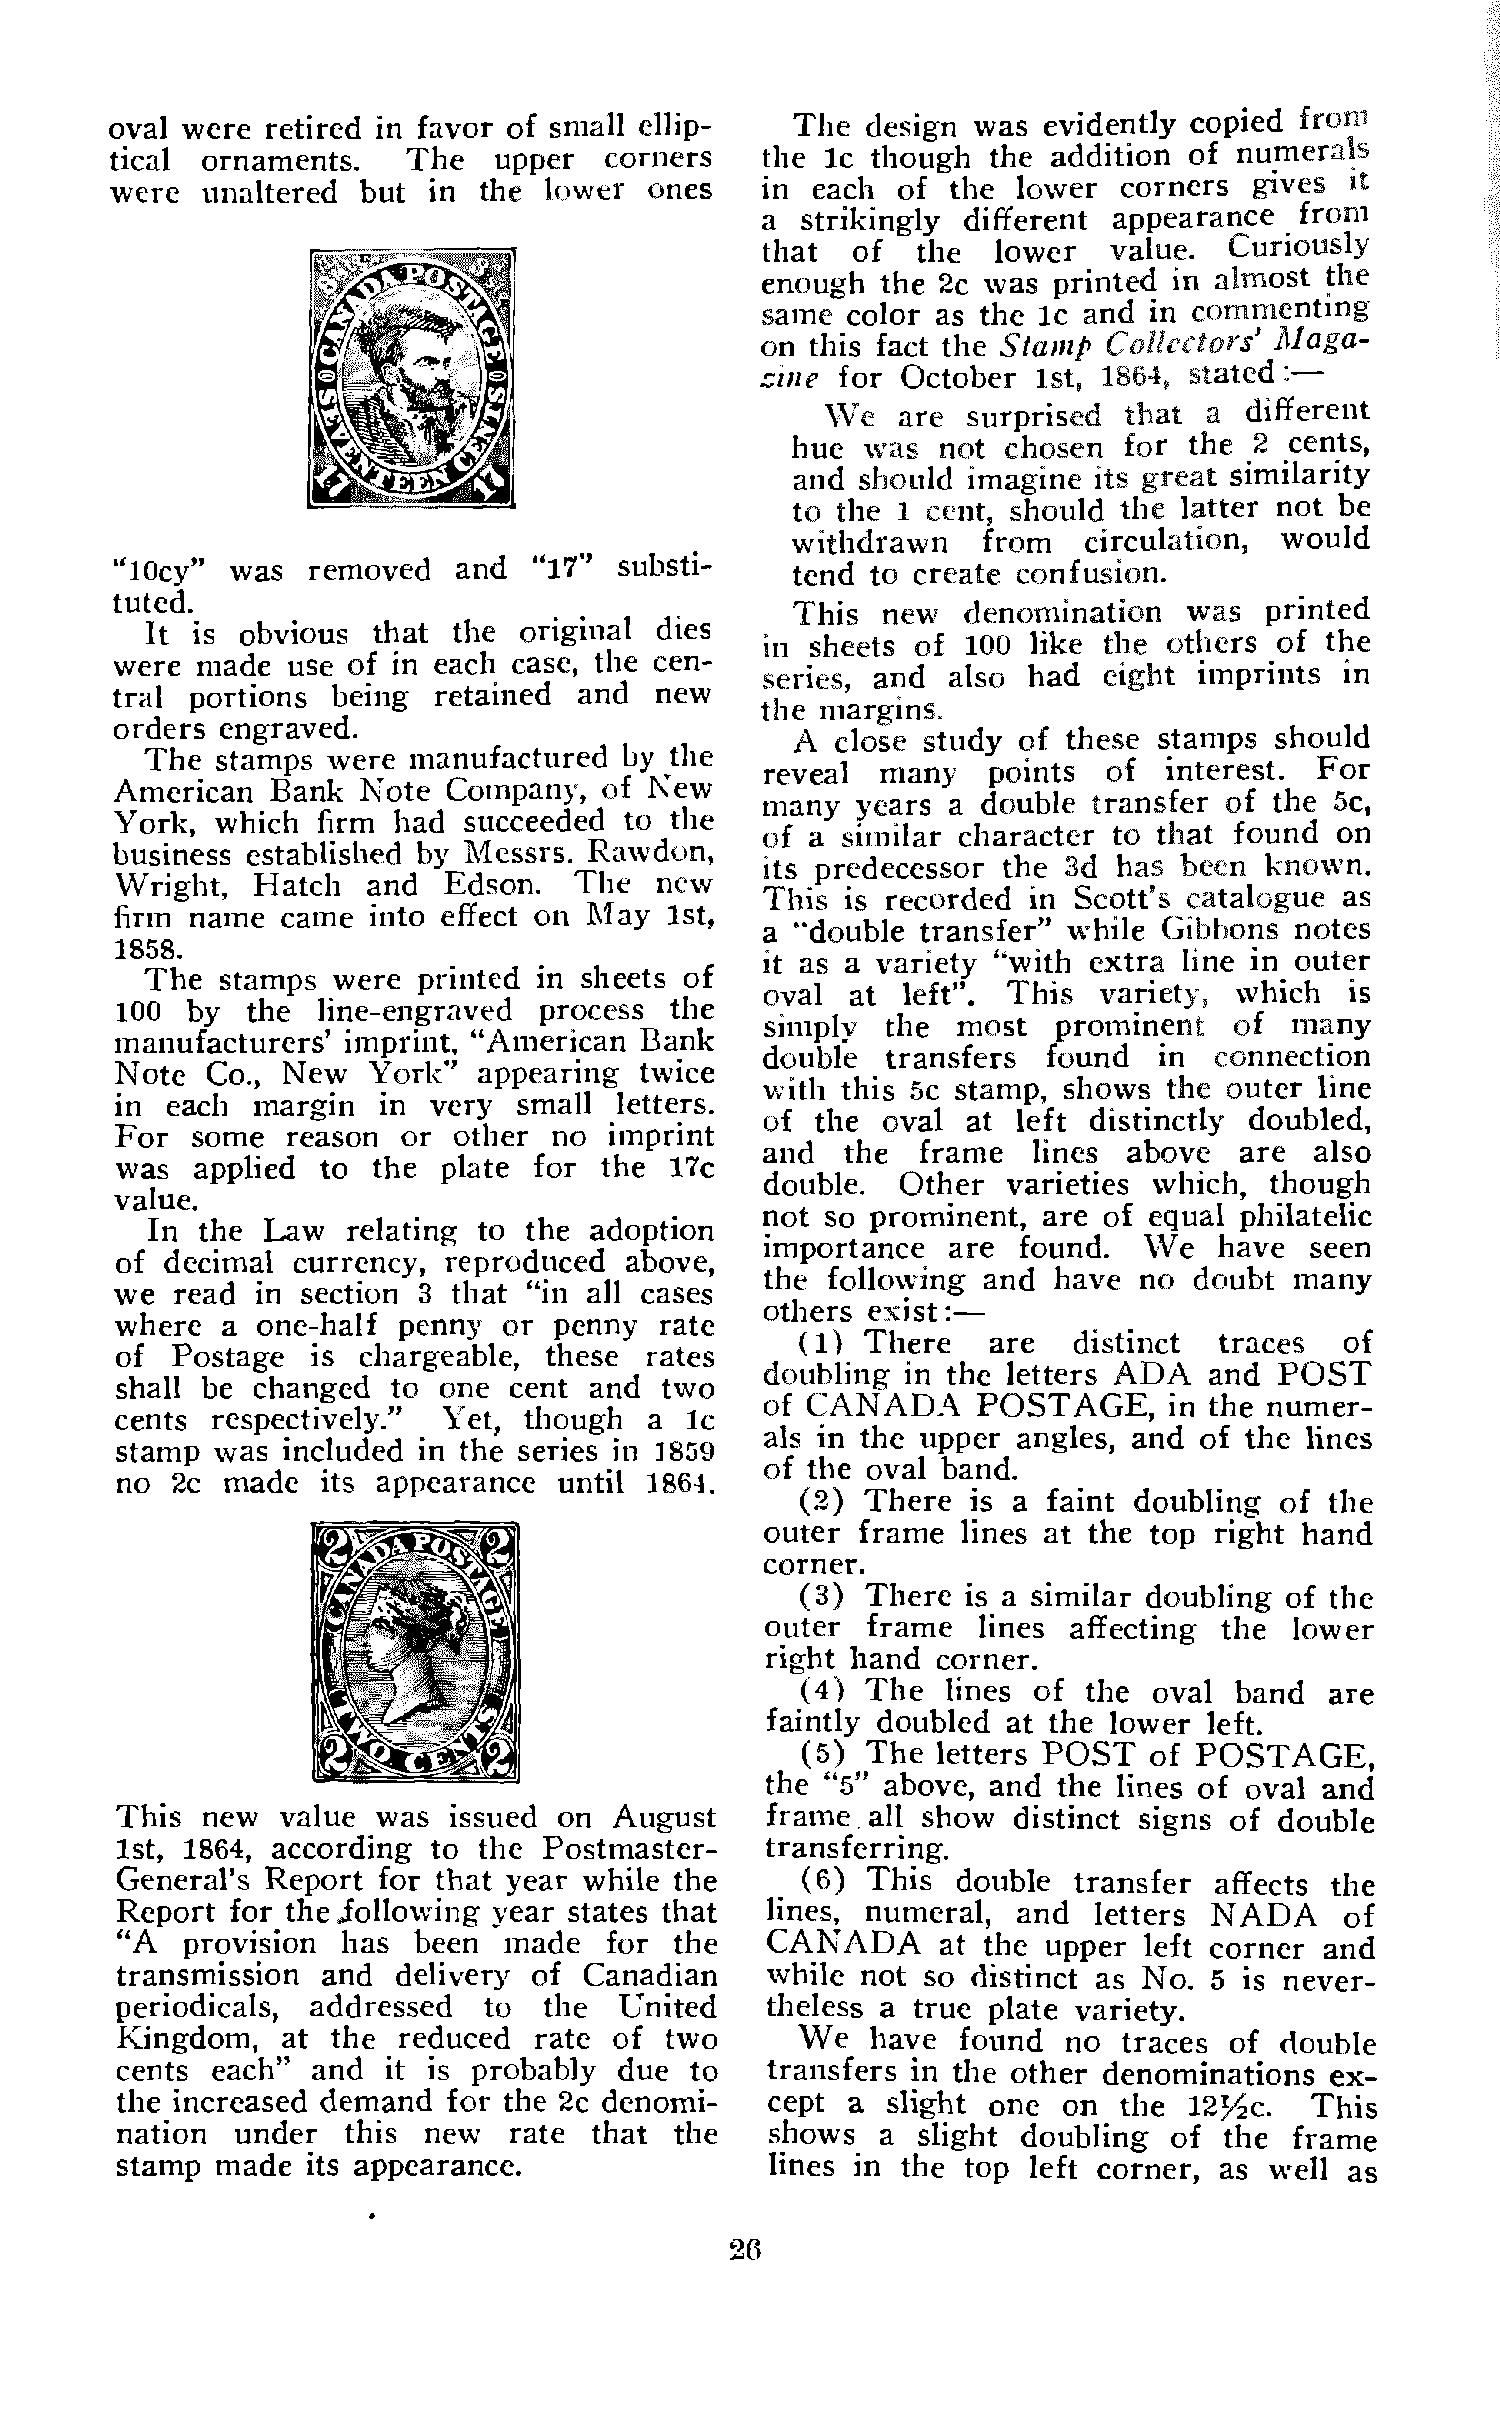 oval were retired in favor of small ellip-
tical ornaments. The upper corners
were unaltered but in the lower ones
CANADA POSTAGE
SEVENTEEN CENTS
17 17
"10cy" was removed and "17" substi-
tuted.
It is obvious that the original dies
were made use of in each case, the cen-
tral portions being retained and new
orders engraved.
The stamps were manufactured by the
American Bank Note Company, of New
York, which firm had succeeded to the
business established by Messrs. Rawdon,
Wright, Hatch and Edson. The new
firm name came into effect on May 1st,
1858.
The stamps were printed in sheets of
100 by the line-engraved process the
manufacturers' imprint, "American Bank
Note Co., New York" appearing twice
in each margin in very small letters.
For some reason or other no imprint
was applied to the plate for the 17c
value.
In the Law relating to the adoption
of decimal currency, reproduced above,
we read in section 3 that "in all cases
where a one-half penny or penny rate
of Postage is chargeable, these rates
shall be changed to one cent and two
cents respectively." Yet, though a 1c
stamp was included in the series in 1859
no 2c made its appearance until 1864.
2 2
CANADA POSTAGE
TWO CENTS
2 2
This new value was issued on August
1st, 1864, according to the Postmaster-
General's Report for that year while the
Report for the following year states that
"A provision has been made for the
transmission and delivery of Canadian
periodicals, addressed to the United
Kingdom, at the reduced rate of two
cents each" and it is probably due to
the increased demand for the 2c denomi-
nation under this new rate that the
stamp made its appearance.
The design was evidently copied from
the 1c though the addition of numerals
in each of the lower corners gives it
a strikingly different appearance from
that of the lower value. Curiously
enough the 2c was printed in almost the
same color as the 1c and in commenting
on this fact the Stamp Collectors' Maga-
zine for October 1st, 1864, stated:—
We are surprised that a different
hue was not chosen for the 2 cents,
and should imagine its great similarity
to the 1 cent, should the latter not be
withdrawn from circulation, would
tend to create confusion.
This new denomination was printed
in sheets of 100 like the others of the
series, and also had eight imprints in
the margins.
A close study of these stamps should
reveal many points of interest. For
many years a double transfer of the 5c,
of a similar character to that found on
its predecessor the 3d has been known.
This is recorded in Scott's catalogue as
a "double transfer" while Gibbons notes
it as a variety "with extra line in outer
oval at left". This variety, which is
simply the most prominent of many
double transfers found in connection
with this 5c stamp, shows the outer line
of the oval at left distinctly doubled,
and the frame lines above are also
double. Other varieties which, though
not so prominent, are of equal philatelic
importance are found. We have seen
the following and have no doubt many
others exist:—
(1) There are distinct traces of
doubling in the letters ADA and POST
of CANADA POSTAGE, in the numer-
als in the upper angles, and of the lines
of the oval band.
(2) There is a faint doubling of the
outer frame lines at the top right hand
corner.
(3) There is a similar doubling of the
outer frame lines affecting the lower
right hand corner.
(4) The lines of the oval band are
faintly doubled at the lower left.
(5) The letters POST of POSTAGE,
the "5" above, and the lines of oval and
frame all show distinct signs of double
transferring.
(6) This double transfer affects the
lines, numeral, and letters NADA of
CANADA at the upper left corner and
while not so distinct as No. 5 is never-
theless a true plate variety.
We have found no traces of double
transfers in the other denominations ex-
cept a slight one on the 12½c. This
shows a slight doubling of the frame
lines in the top left corner, as well as
26